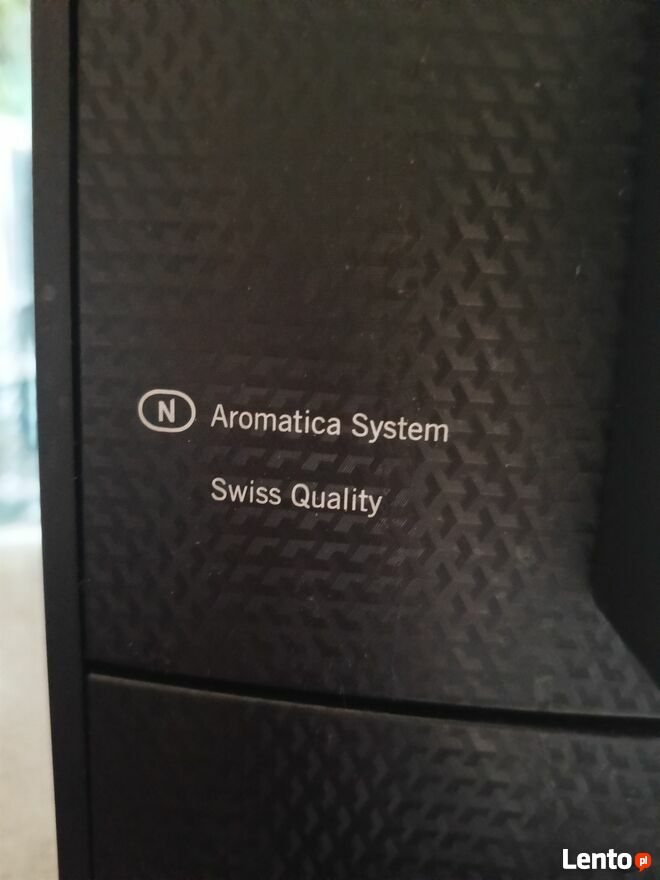 N Aromatica System
Swiss Quality
Lento pl